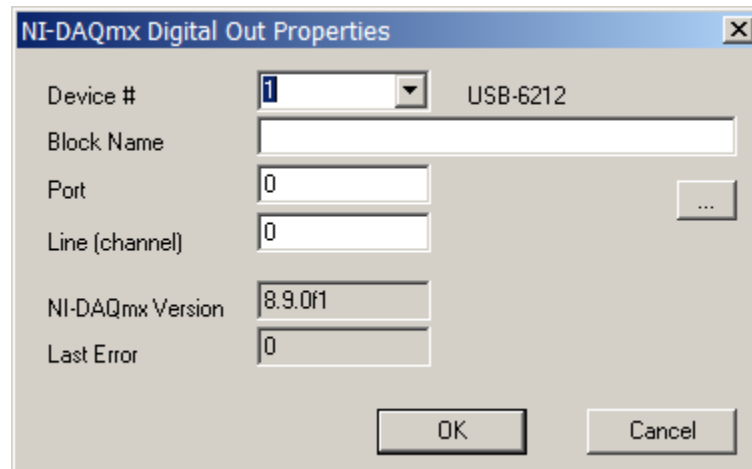 NI-DAQmx Digital Out Properties
Device # 1 USB-6212
Block Name
Port 0 ...
Line (channel) 0
NI-DAQmx Version 8.9.0f1
Last Error 0
OK Cancel